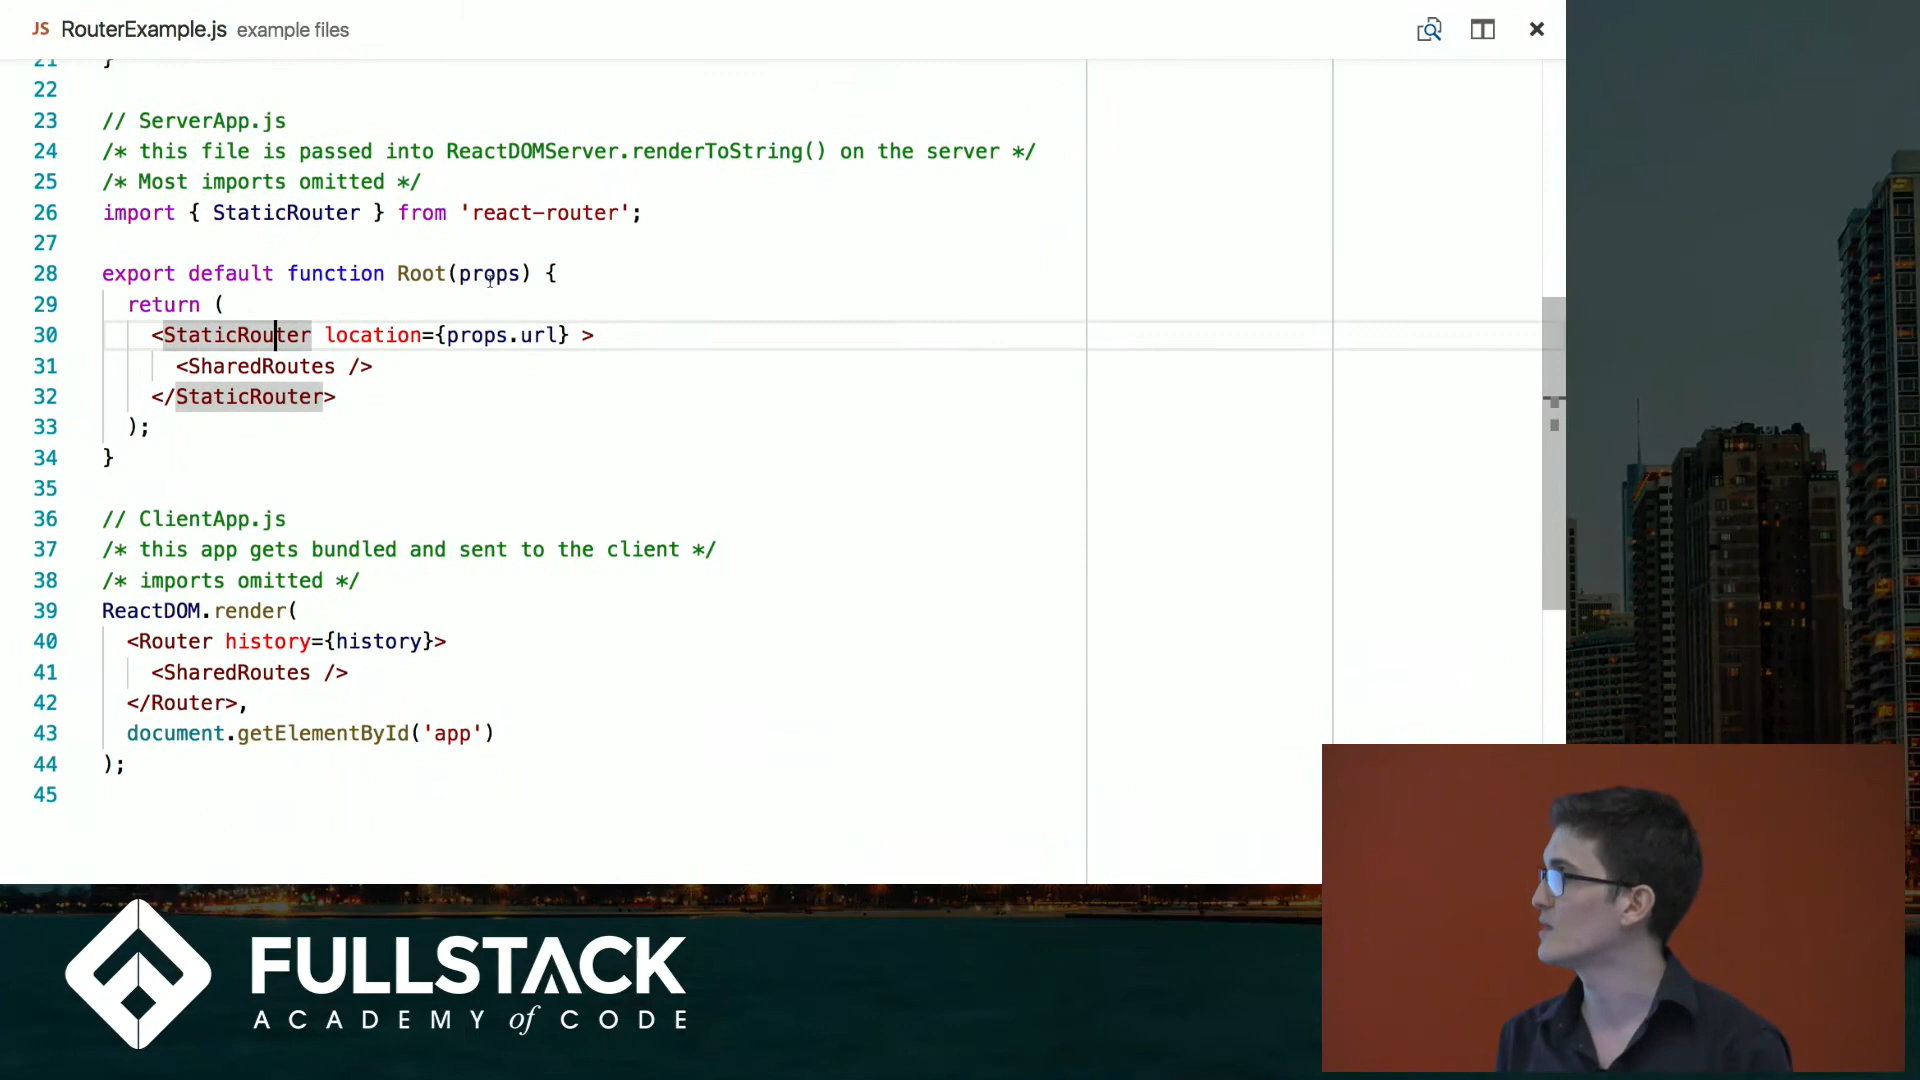 JS RouterExample.js example files
21 }
22
23 // ServerApp.js
24 /* this file is passed into ReactDOMServer.renderToString() on the server */
25 /* Most imports omitted */
26 import { StaticRouter } from 'react-router';
27
28 export default function Root(props) {
29 return (
30 <StaticRouter location={props.url} >
31 <SharedRoutes />
32 </StaticRouter>
33 );
34 }
35
36 // ClientApp.js
37 /* this app gets bundled and sent to the client */
38 /* imports omitted */
39 ReactDOM.render(
40 <Router history={history}>
41 <SharedRoutes />
42 </Router>,
43 document.getElementById('app')
44 );
45
FULLSTACK
ACADEMY of CODE